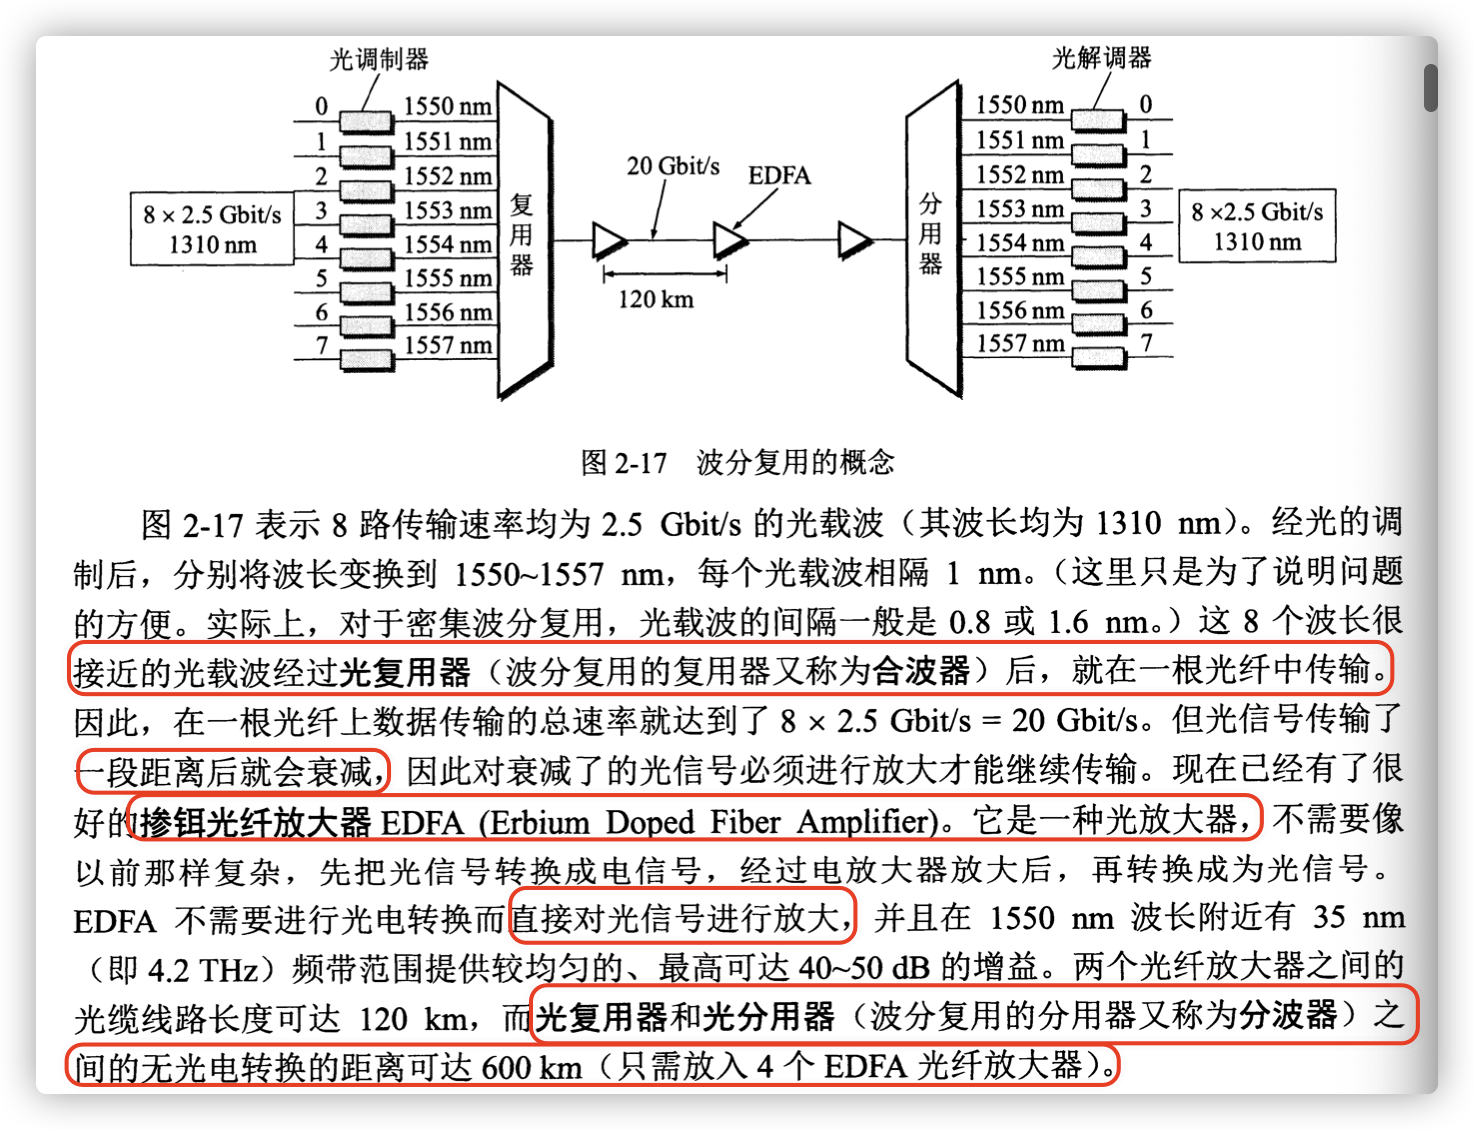 光调制器
光解调器
0 1550 nm
1 1551 nm
2 1552 nm
3 1553 nm
4 1554 nm
5 1555 nm
6 1556 nm
7 1557 nm
8 × 2.5 Gbit/s
1310 nm
复用器
20 Gbit/s
EDFA
120 km
分用器
1550 nm 0
1551 nm 1
1552 nm 2
1553 nm 3
1554 nm 4
1555 nm 5
1556 nm 6
1557 nm 7
8 ×2.5 Gbit/s
1310 nm
图 2-17 波分复用的概念
图 2-17 表示 8 路传输速率均为 2.5 Gbit/s 的光载波（其波长均为 1310 nm）。经光的调
制后，分别将波长变换到 1550~1557 nm，每个光载波相隔 1 nm。（这里只是为了说明问题
的方便。实际上，对于密集波分复用，光载波的间隔一般是 0.8 或 1.6 nm。）这 8 个波长很
接近的光载波经过光复用器（波分复用的复用器又称为合波器）后，就在一根光纤中传输。
因此，在一根光纤上数据传输的总速率就达到了 8 × 2.5 Gbit/s = 20 Gbit/s。但光信号传输了
一段距离后就会衰减，因此对衰减了的光信号必须进行放大才能继续传输。现在已经有了很
好的掺铒光纤放大器 EDFA (Erbium Doped Fiber Amplifier)。它是一种光放大器，不需要像
以前那样复杂，先把光信号转换成电信号，经过电放大器放大后，再转换成为光信号。
EDFA 不需要进行光电转换而直接对光信号进行放大，并且在 1550 nm 波长附近有 35 nm
（即 4.2 THz）频带范围提供较均匀的、最高可达 40~50 dB 的增益。两个光纤放大器之间的
光缆线路长度可达 120 km，而光复用器和光分用器（波分复用的分用器又称为分波器）之
间的无光电转换的距离可达 600 km（只需放入 4 个 EDFA 光纤放大器）。